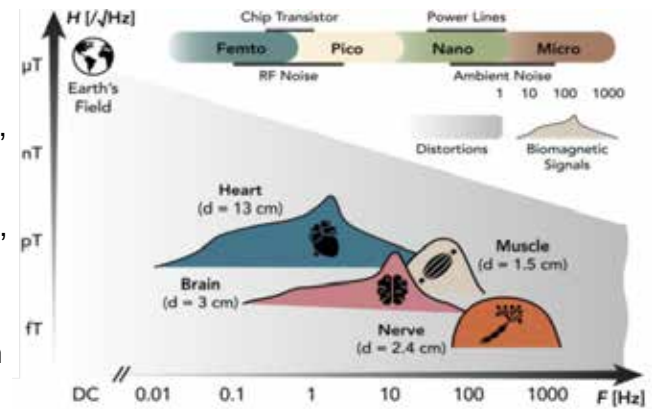 H [/√Hz]
Chip Transistor
Power Lines
Femto
Pico
Nano
Micro
RF Noise
Ambient Noise
μT
Earth's
Field
1 10 100 1000
Distortions
Biomagnetic
Signals
,
nT
Heart
(d = 13 cm)
,
pT
Muscle
(d = 1.5 cm)
Brain
(d = 3 cm)
fT
Nerve
(d = 2.4 cm)
DC
0.01 0.1 1 10 100 1000
F [Hz]